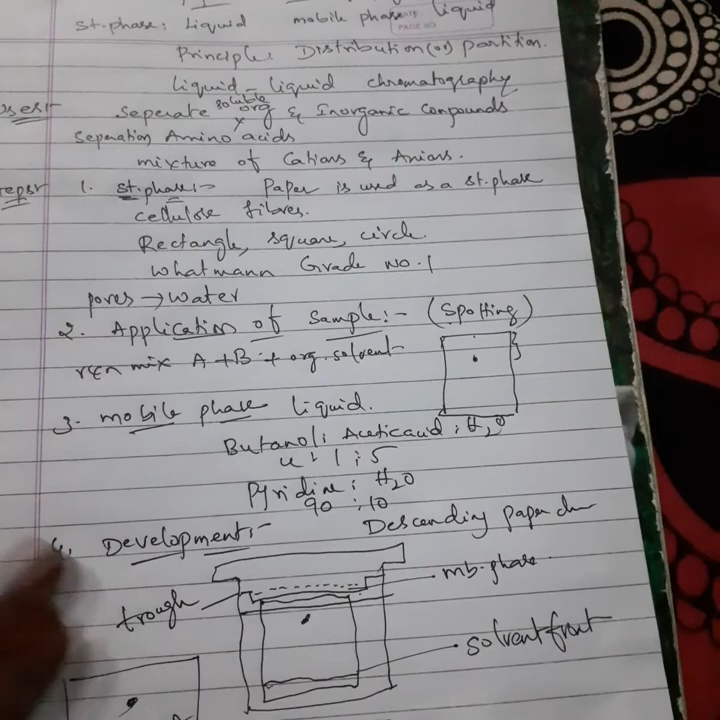 st.phase: Liquid mobile phase: liquid
PAGE NO
Principle: Distribution (or) partition.
Liquid - liquid chromatography
uses:- Seperate soluble org & Inorganic Compounds
Seperation Amino acids
mixture of Cations & Anions.
steps:- 1. st.phase:- Paper is used as a st.phase
cellulose fibres.
Rectangle, square, circle.
Whatmann Grade No. 1
pores → water
2. Application of Sample:- (Spotting)
mix A + B + org. solvent
3. mobile phase liquid.
Butanol: Aceticacid : H2O
4 : 1 : 5
Pyridine : H2O
90 : 10
4. Development:- Descending paper
trough
mb.phase
solvent front